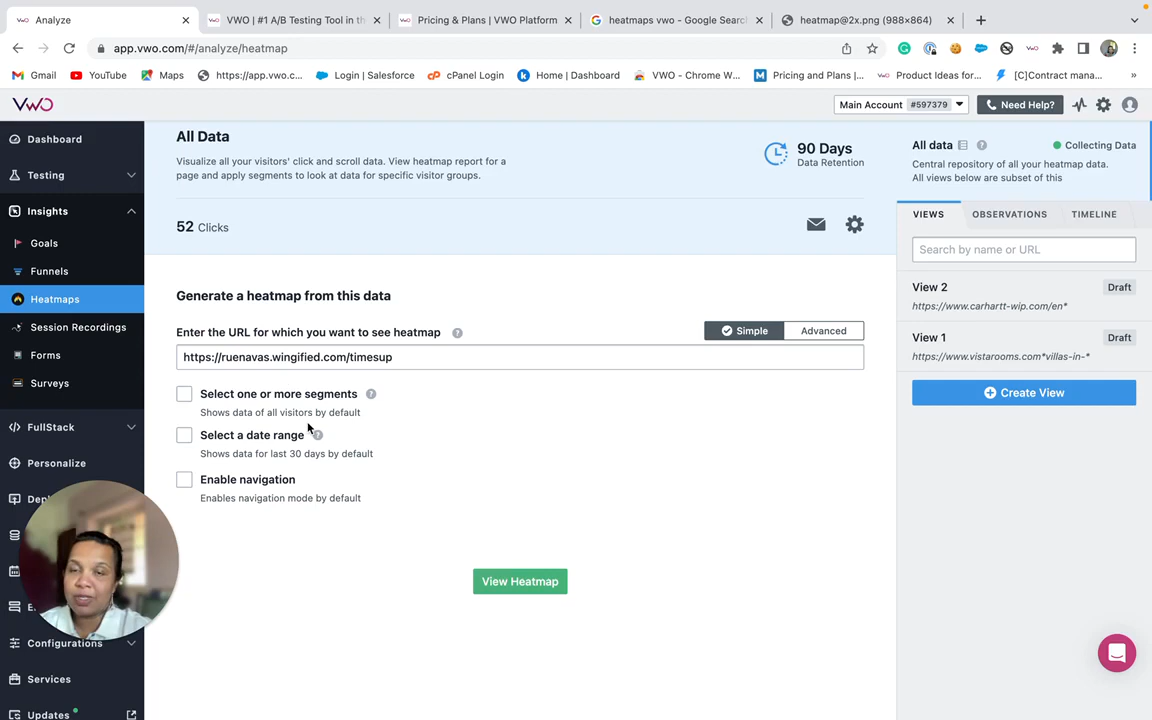 Analyze
VWO | #1 A/B Testing Tool in th
Pricing & Plans | VWO Platform
heatmaps vwo - Google Search
heatmap@2x.png (988×864)
app.vwo.com/#/analyze/heatmap
Gmail
YouTube
Maps
https://app.vwo.c...
Login | Salesforce
cPanel Login
Home | Dashboard
VWO - Chrome W...
Pricing and Plans |...
Product Ideas for...
[C]Contract mana...
»
VWO
Main Account #597379
Need Help?
Dashboard
Testing
Insights
Goals
Funnels
Heatmaps
Session Recordings
Forms
Surveys
FullStack
Personalize
Configurations
Services
Updates
All Data
Visualize all your visitors' click and scroll data. View heatmap report for a
page and apply segments to look at data for specific visitor groups.
90 Days
Data Retention
52 Clicks
Generate a heatmap from this data
Enter the URL for which you want to see heatmap ?
Simple
Advanced
https://ruenavas.wingified.com/timesup
Select one or more segments ?
Shows data of all visitors by default
Select a date range ?
Shows data for last 30 days by default
Enable navigation
Enables navigation mode by default
View Heatmap
All data ?
Collecting Data
Central repository of all your heatmap data.
All views below are subset of this
VIEWS
OBSERVATIONS
TIMELINE
Search by name or URL
View 2
Draft
https://www.carhartt-wip.com/en*
View 1
Draft
https://www.vistarooms.com*villas-in-*
Create View